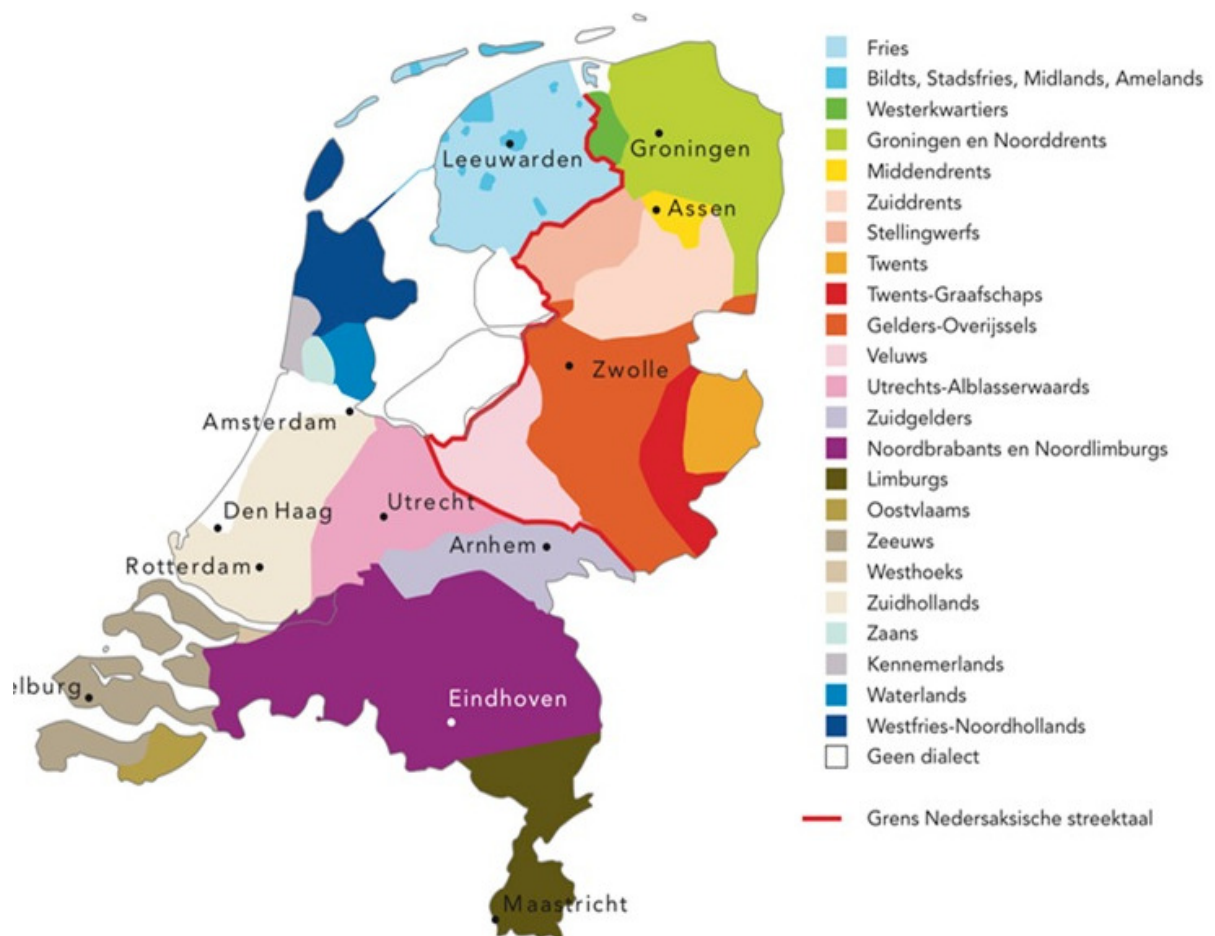 Leeuwarden
Groningen
Assen
Zwolle
Amsterdam
Den Haag
Utrecht
Arnhem
Rotterdam
elburg
Eindhoven
Maastricht
Fries
Bildts, Stadsfries, Midlands, Amelands
Westerkwartiers
Groningen en Noorddrents
Middendrents
Zuiddrents
Stellingwerfs
Twents
Twents-Graafschaps
Gelders-Overijssels
Veluws
Utrechts-Alblasserwaards
Zuidgelders
Noordbrabants en Noordlimburgs
Limburgs
Oostvlaams
Zeeuws
Westhoeks
Zuidhollands
Zaans
Kennemerlands
Waterlands
Westfries-Noordhollands
Geen dialect
Grens Nedersaksische streektaal